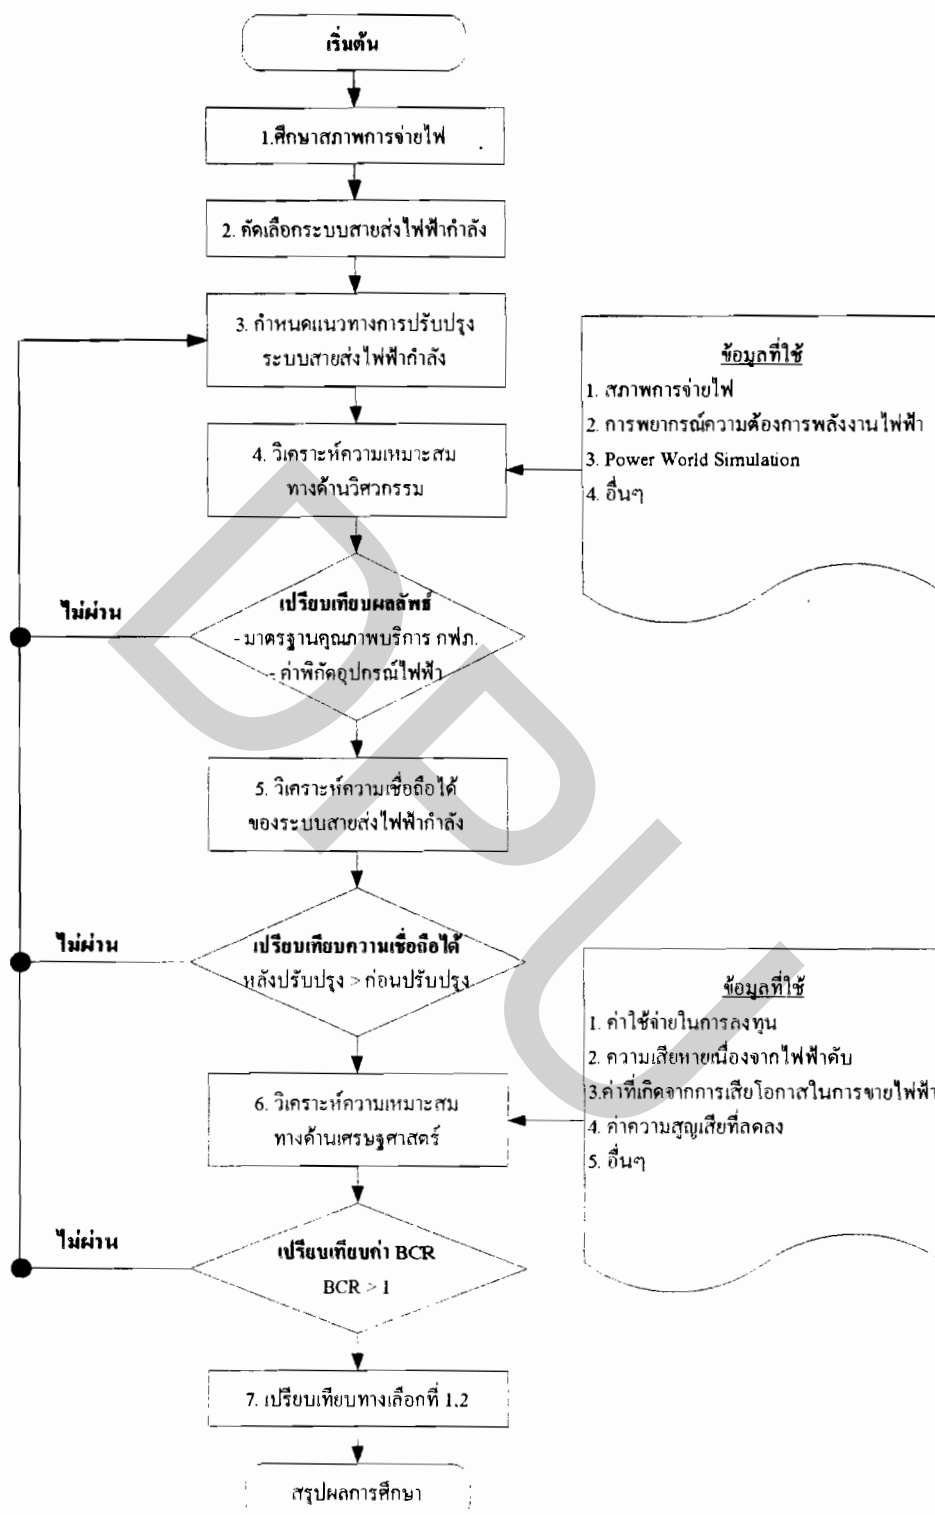 เริ่มต้น
1.ศึกษาสภาพการจ่ายไฟ
2. คัดเลือกระบบสายส่งไฟฟ้ากำลัง
3. กำหนดแนวทางการปรับปรุง
ระบบสายส่งไฟฟ้ากำลัง
ข้อมูลที่ใช้
1. สภาพการจ่ายไฟ
2. การพยากรณ์ความต้องการพลังงานไฟฟ้า
3. Power World Simulation
4. อื่นๆ
4. วิเคราะห์ความเหมาะสม
ทางด้านวิศวกรรม
ไม่ผ่าน
เปรียบเทียบผลลัพธ์
- มาตรฐานคุณภาพบริการ กฟภ.
- ค่าพิกัดอุปกรณ์ไฟฟ้า
5. วิเคราะห์ความเชื่อถือได้
ของระบบสายส่งไฟฟ้ากำลัง
ไม่ผ่าน
เปรียบเทียบความเชื่อถือได้
หลังปรับปรุง > ก่อนปรับปรุง
ข้อมูลที่ใช้
1. ค่าใช้จ่ายในการลงทุน
2. ความเสียหายเนื่องจากไฟฟ้าดับ
3.ค่าที่เกิดจากการเสียโอกาสในการขายไฟฟ้า
4. ค่าความสูญเสียที่ลดลง
5. อื่นๆ
6. วิเคราะห์ความเหมาะสม
ทางด้านเศรษฐศาสตร์
ไม่ผ่าน
เปรียบเทียบค่า BCR
BCR > 1
7. เปรียบเทียบทางเลือกที่ 1.2
สรุปผลการศึกษา
DPU